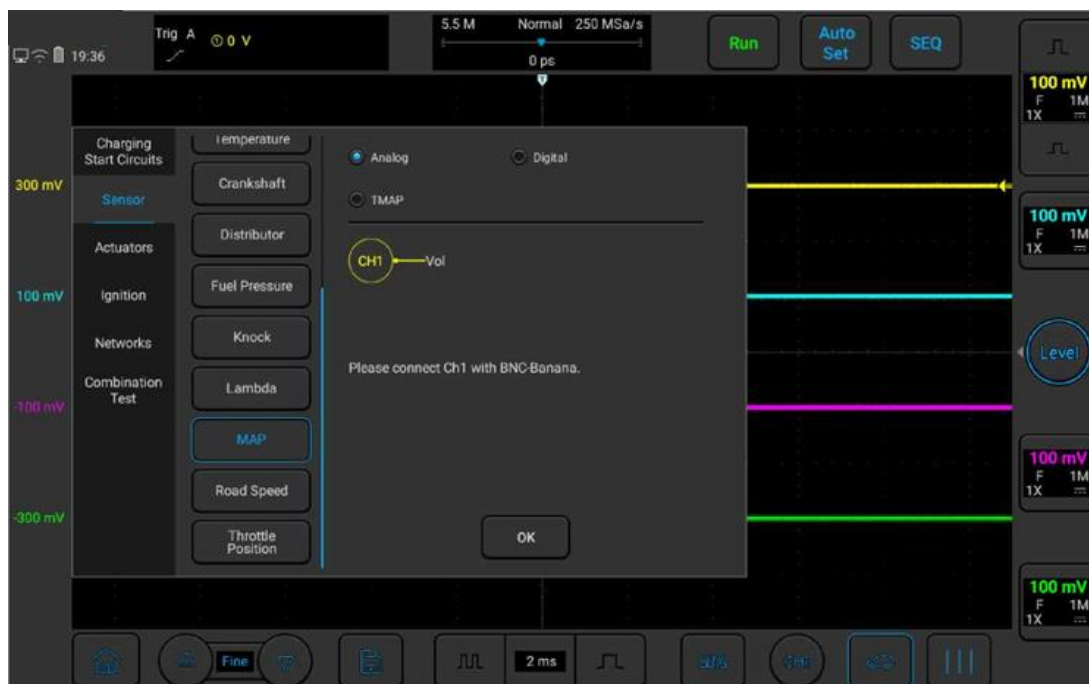 Trig A ① 0 V
5.5 M Normal 250 MSa/s
0 ps
T
Run
Auto
Set
SEQ
19:36
Charging
Start Circuits
Sensor
Actuators
Ignition
Networks
Combination
Test
Temperature
Crankshaft
Distributor
Fuel Pressure
Knock
Lambda
MAP
Road Speed
Throttle
Position
Analog
Digital
TMAP
CH1
Vol
Please connect Ch1 with BNC-Banana.
OK
300 mV
100 mV
-100 mV
-300 mV
100 mV
F 1M
1X
100 mV
F 1M
1X
Level
100 mV
F 1M
1X
100 mV
F 1M
1X
Fine
2 ms